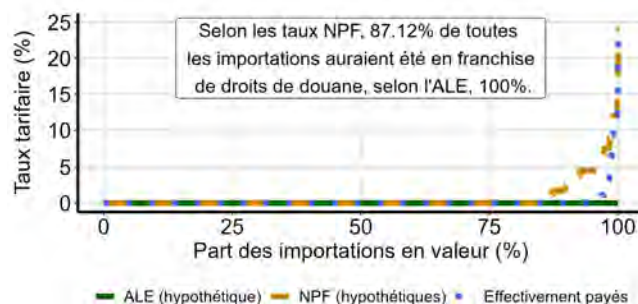 Taux tarifaire (%)
25
20
15
10
5
0
Selon les taux NPF, 87.12% de toutes
les importations auraient été en franchise
de droits de douane, selon l'ALE, 100%.
0 25 50 75 100
Part des importations en valeur (%)
ALE (hypothétique) NPF (hypothétiques) Effectivement payés